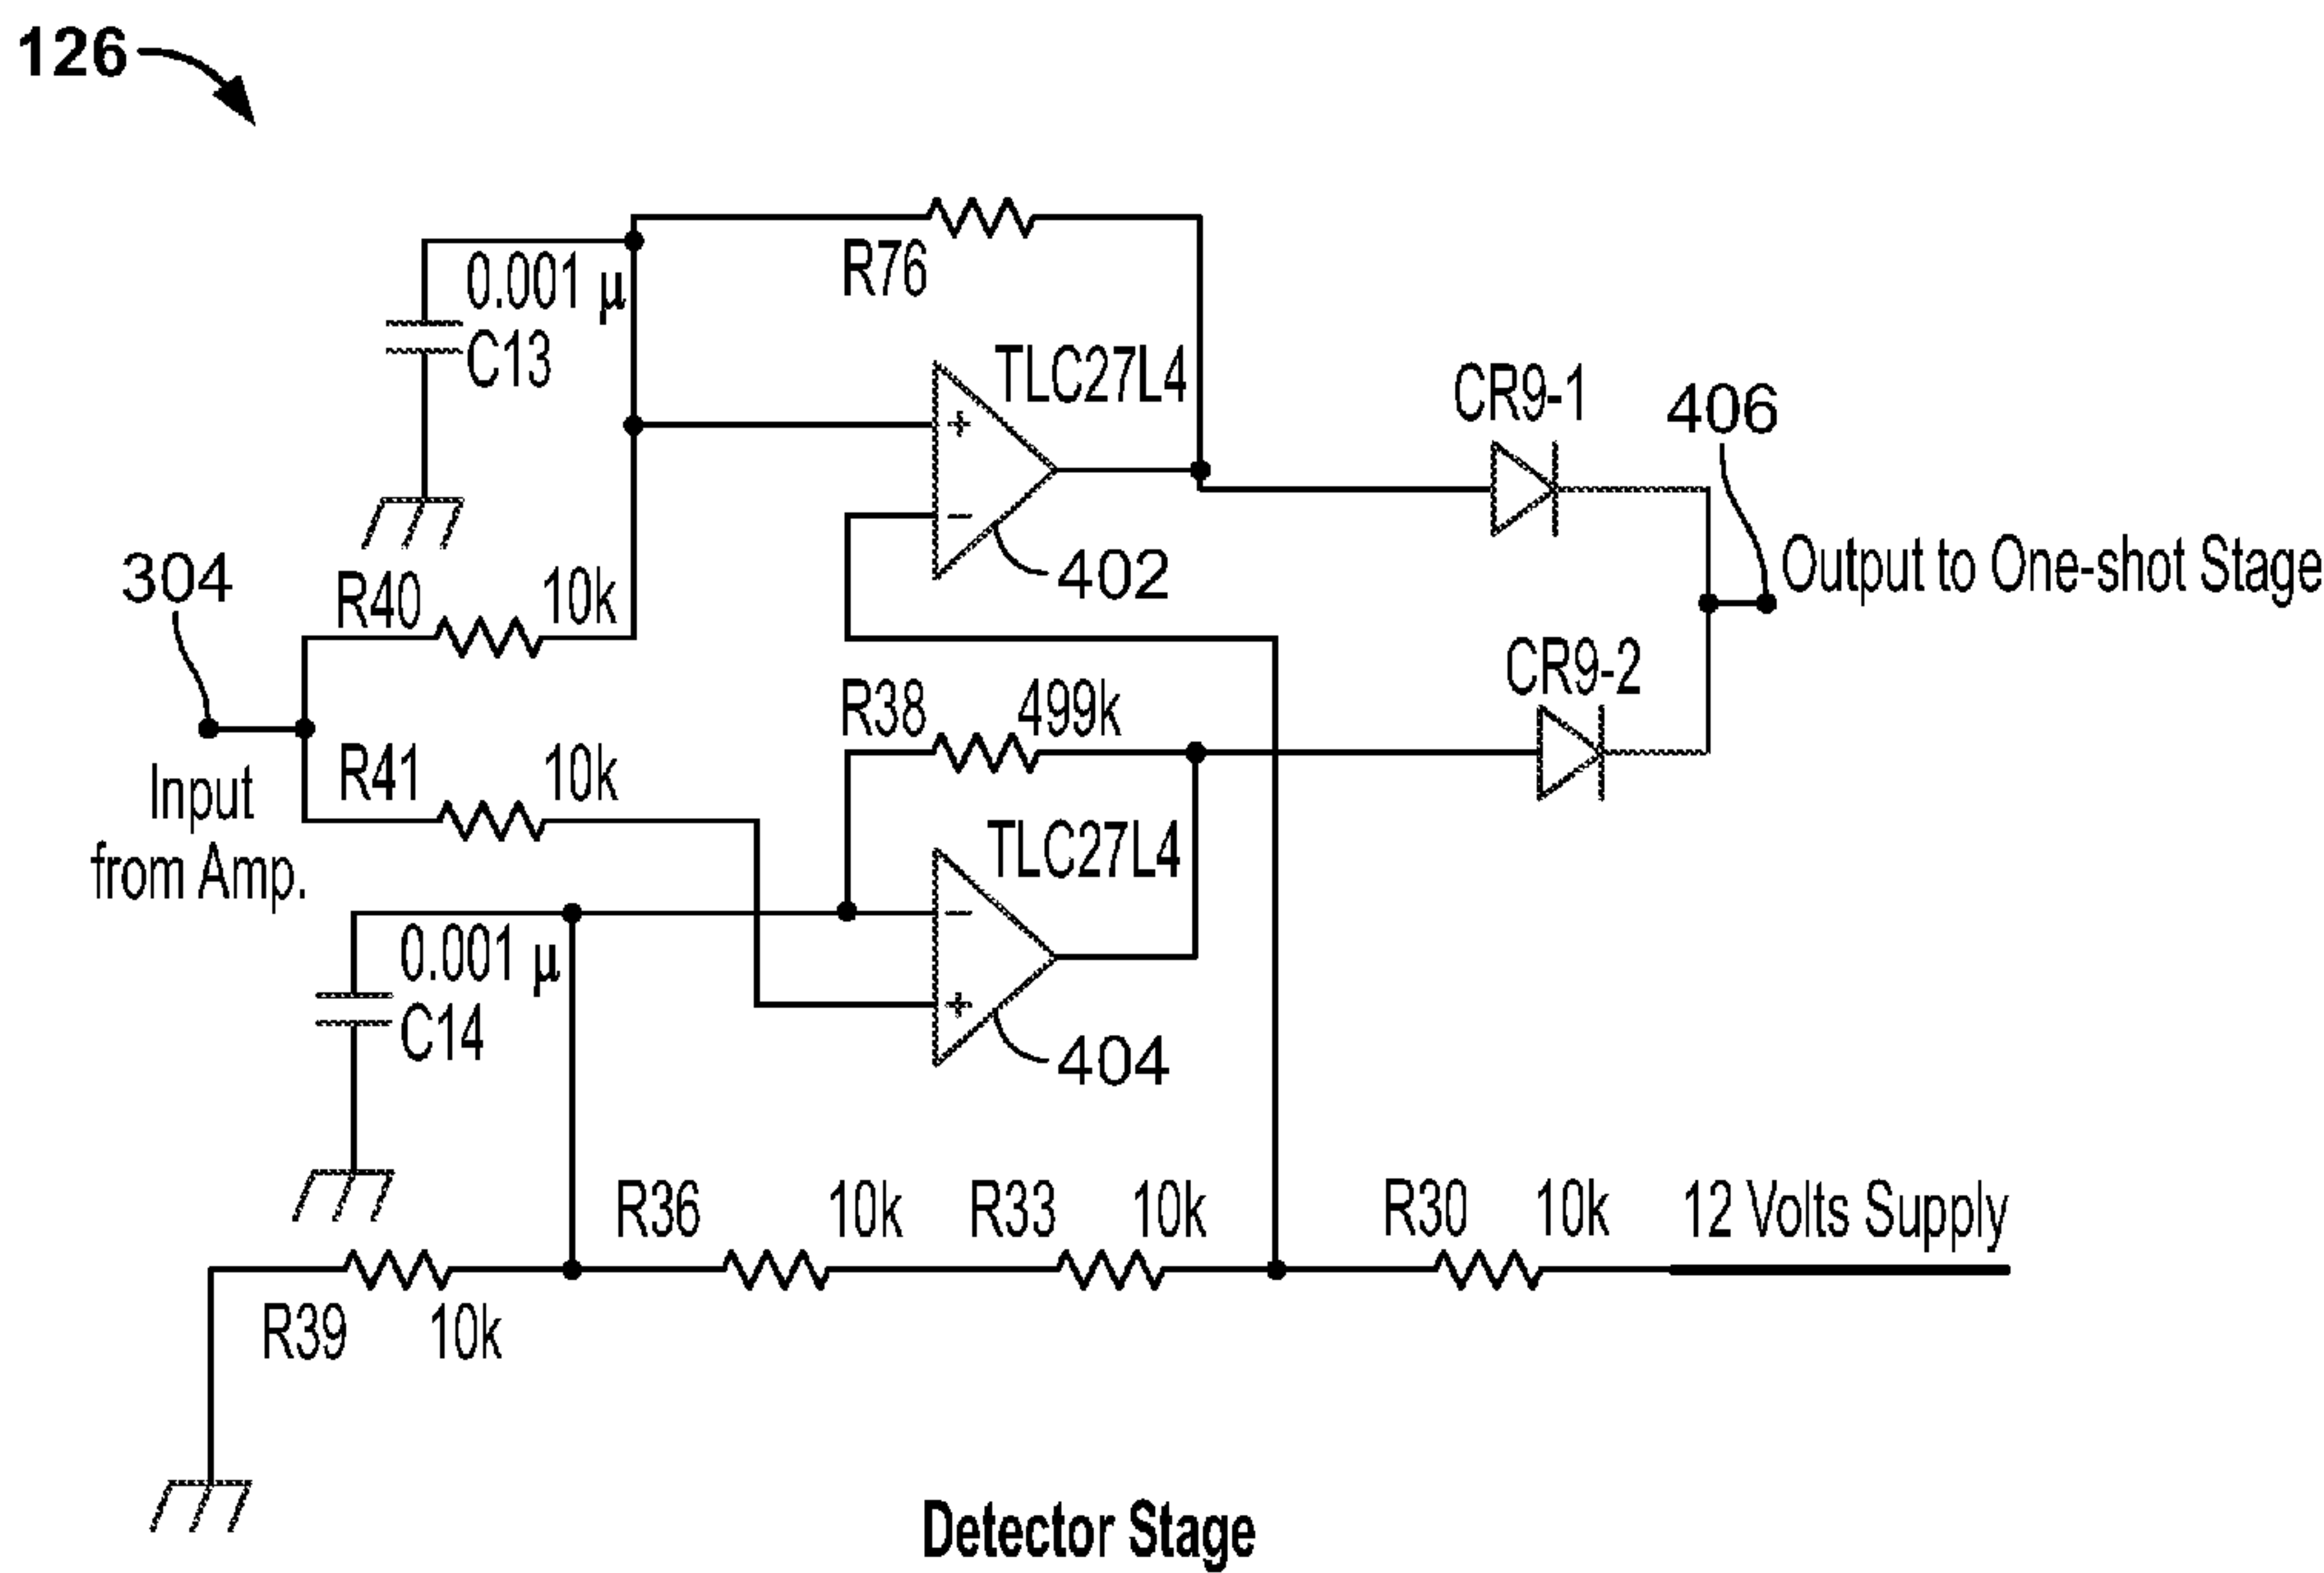 126
R76
0.001 µ
C13
TLC27L4
+
−
402
CR9-1
406
Output to One-shot Stage
304
R40 10k
CR9-2
R38 499k
R41 10k
Input
from Amp.
TLC27L4
−
+
404
0.001 µ
C14
R36 10k R33 10k R30 10k 12 Volts Supply
R39 10k
Detector Stage